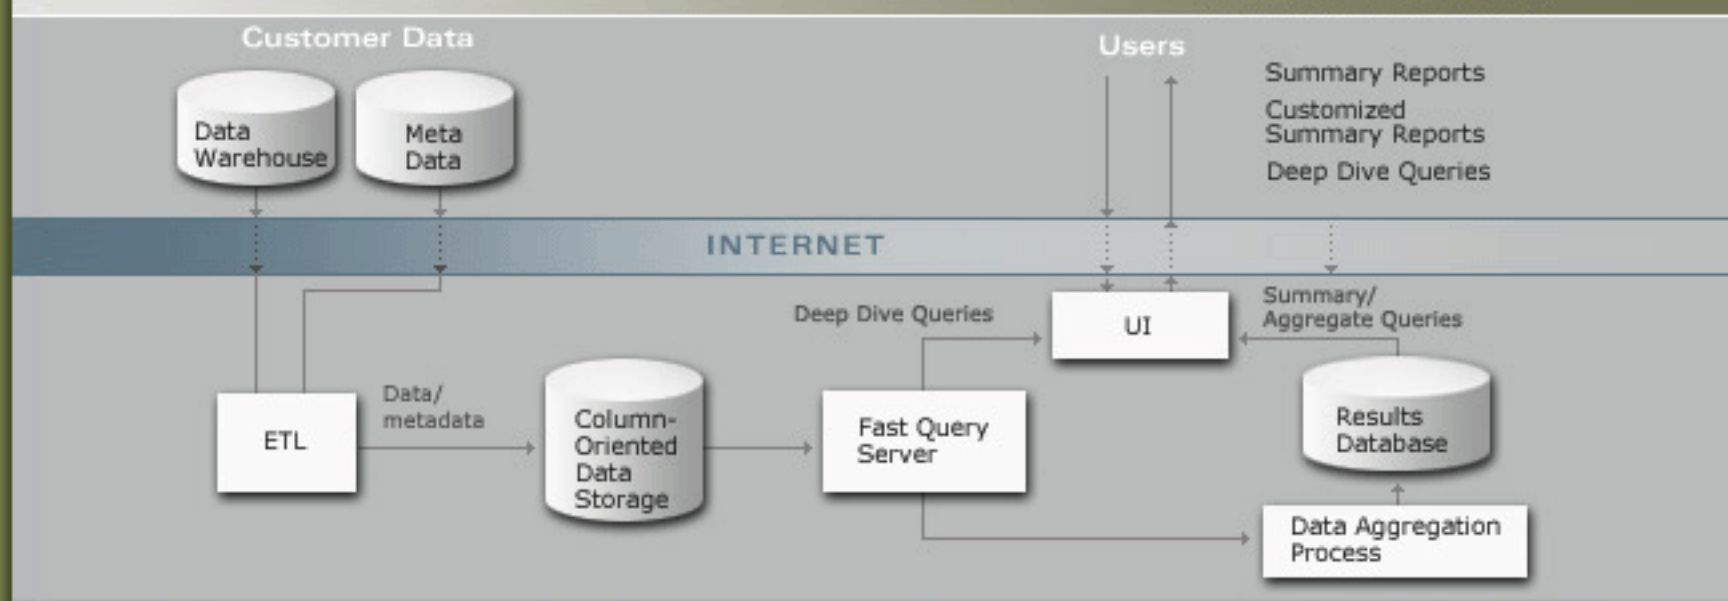 Customer Data
Users
Summary Reports
Customized
Summary Reports
Deep Dive Queries
Data
Warehouse
Meta
Data
INTERNET
Deep Dive Queries
UI
Summary/
Aggregate Queries
Data/
metadata
ETL
Column-
Oriented
Data
Storage
Fast Query
Server
Results
Database
Data Aggregation
Process